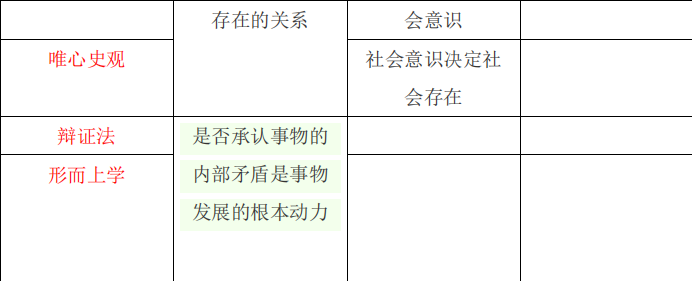 存在的关系
会意识
唯心史观
社会意识决定社
会存在
辩证法
是否承认事物的
形而上学
内部矛盾是事物
发展的根本动力